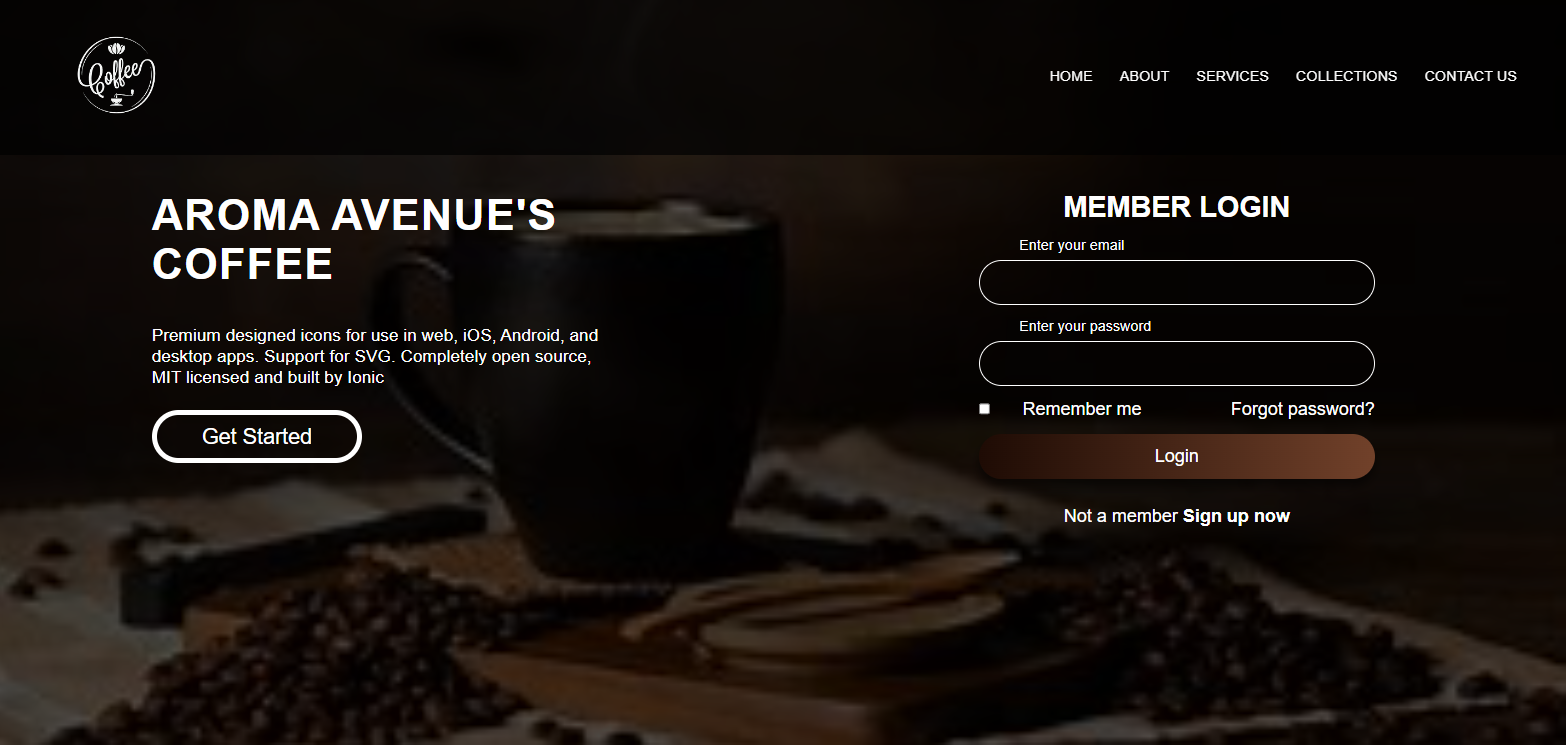 Coffee
HOME ABOUT SERVICES COLLECTIONS CONTACT US
AROMA AVENUE'S
COFFEE
Premium designed icons for use in web, iOS, Android, and
desktop apps. Support for SVG. Completely open source,
MIT licensed and built by Ionic
Get Started
MEMBER LOGIN
Enter your email
Enter your password
Remember me Forgot password?
Login
Not a member Sign up now